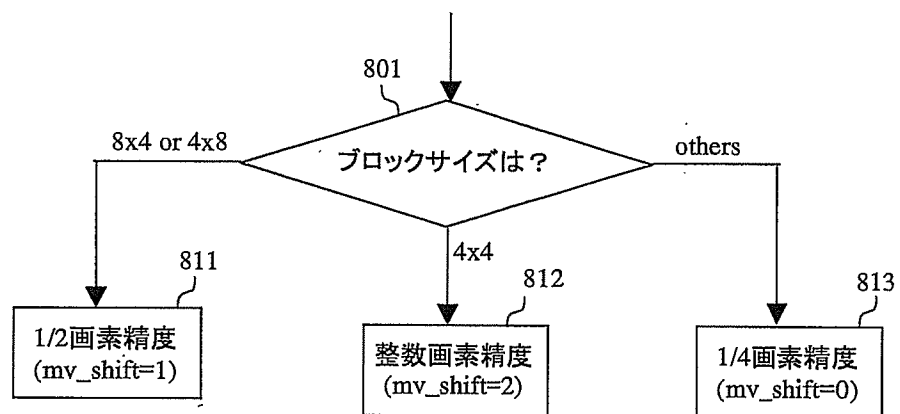 801
8x4 or 4x8
ブロックサイズは?
others
4x4
811
812
813
1/2画素精度
(mv_shift=1)
整数画素精度
(mv_shift=2)
1/4画素精度
(mv_shift=0)